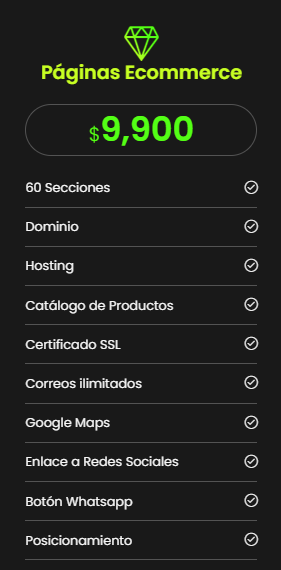 Páginas Ecommerce
$9,900
60 Secciones
Dominio
Hosting
Catálogo de Productos
Certificado SSL
Correos ilimitados
Google Maps
Enlace a Redes Sociales
Botón Whatsapp
Posicionamiento